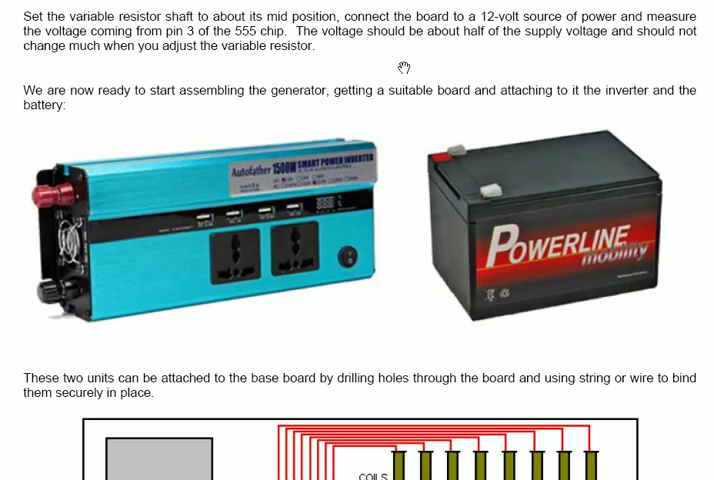 Set the variable resistor shaft to about its mid position, connect the board to a 12-volt source of power and measure
the voltage coming from pin 3 of the 555 chip. The voltage should be about half of the supply voltage and should not
change much when you adjust the variable resistor.
We are now ready to start assembling the generator, getting a suitable board and attaching to it the inverter and the
battery:
Autofather 1500W SMART POWER INVERTER
POWERLINE
mobility
These two units can be attached to the base board by drilling holes through the board and using string or wire to bind
them securely in place.
COILS